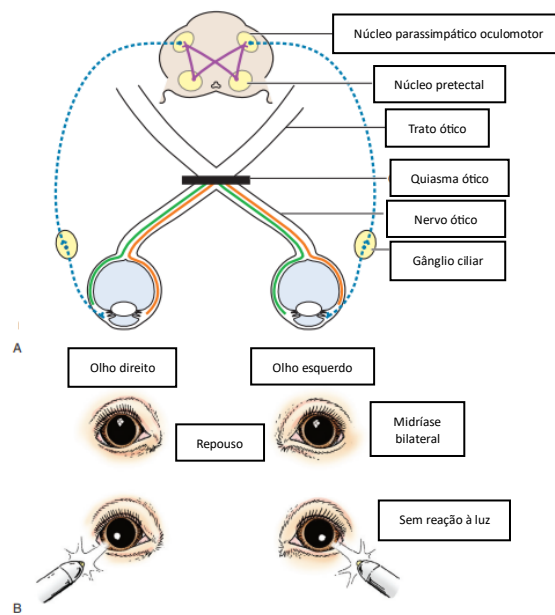 Núcleo parassimpático oculomotor
Núcleo pretectal
Trato ótico
Quiasma ótico
Nervo ótico
Gânglio ciliar
A
Olho direito
Olho esquerdo
Repouso
Midríase
bilateral
Sem reação à luz
B